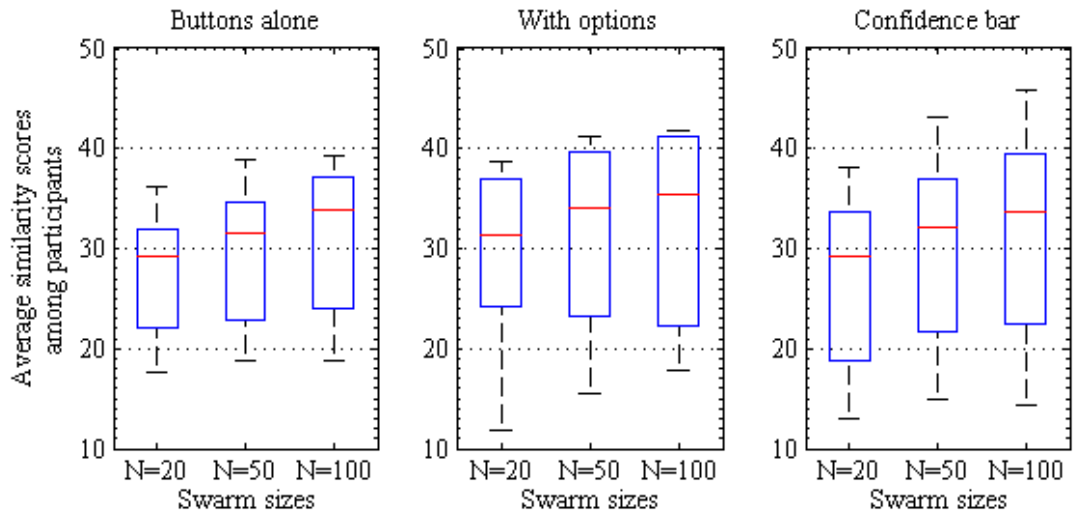 Buttons alone
With options
Confidence bar
Average similarity scores
among participants
50
40
30
20
10
N=20 N=50 N=100
Swarm sizes
50
40
30
20
10
N=20 N=50 N=100
Swarm sizes
50
40
30
20
10
N=20 N=50 N=100
Swarm sizes